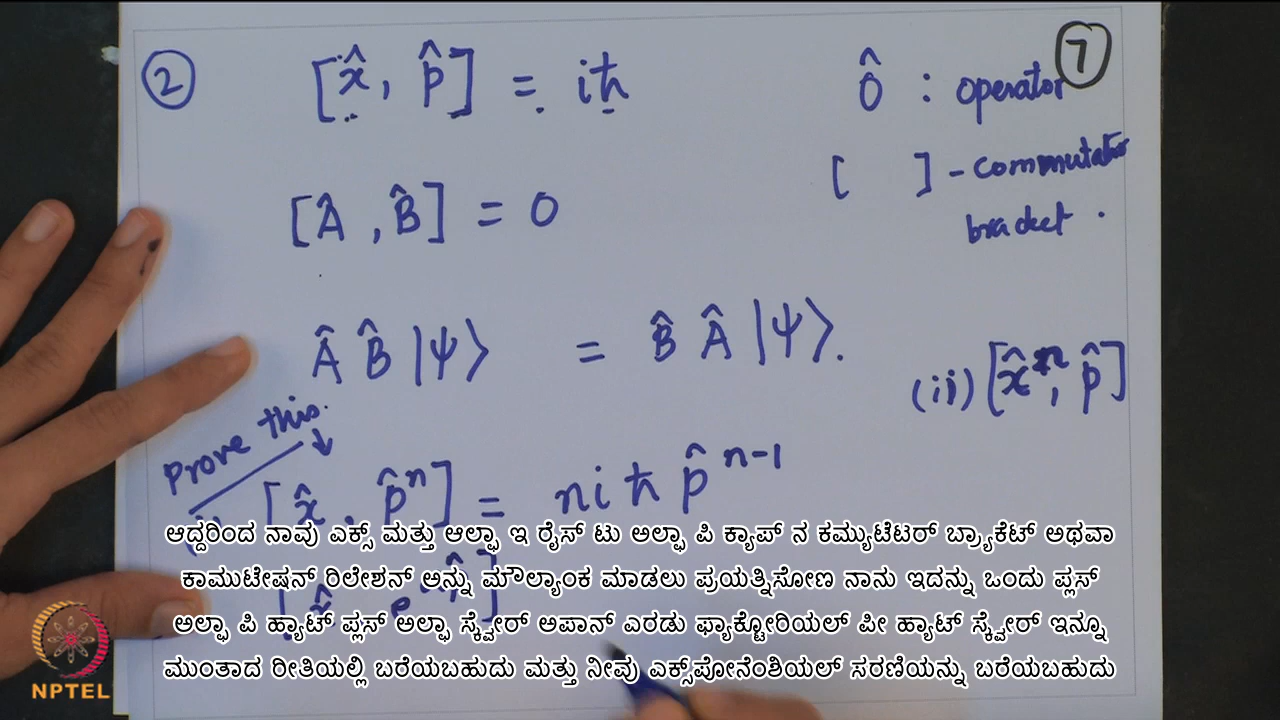 ② [x̂, p̂] = iħ
ô : operator
⑦
[ ] - commutator
bracket .
[Â , B̂] = 0
Â B̂ |ψ⟩ = B̂ Â |ψ⟩.
(ii) [x̂ⁿ, p̂]
Prove this.
[x̂ , p̂ⁿ] = niħ p̂ⁿ⁻¹
ಆದ್ದರಿಂದ ನಾವು ಎಕ್ಸ್ ಮತ್ತು ಆಲ್ಫಾ ಇ ರೈಸ್ ಟು ಅಲ್ಫಾ ಪಿ ಕ್ಯಾಪ್ ನ ಕಮ್ಯುಟೆಟರ್ ಬ್ರ್ಯಾಕೆಟ್ ಅಥವಾ
ಕಾಮುಟೇಷನ್ ರಿಲೇಶನ್ ಅನ್ನು ಮೌಲ್ಯಾಂಕ ಮಾಡಲು ಪ್ರಯತ್ನಿಸೋಣ ನಾನು ಇದನ್ನು ಒಂದು ಪ್ಲಸ್
ಅಲ್ಫಾ ಪಿ ಹ್ಯಾಟ್ ಪ್ಲಸ್ ಅಲ್ಫಾ ಸ್ಕ್ವೇರ್ ಅಪಾನ್ ಎರಡು ಫ್ಯಾಕ್ಟೋರಿಯಲ್ ಪೀ ಹ್ಯಾಟ್ ಸ್ಕ್ವೇರ್ ಇನ್ನೂ
ಮುಂತಾದ ರೀತಿಯಲ್ಲಿ ಬರೆಯಬಹುದು ಮತ್ತು ನೀವು ಎಕ್ಸ್‌ಪೋನೆಂಶಿಯಲ್ ಸರಣಿಯನ್ನು ಬರೆಯಬಹುದು
NPTEL